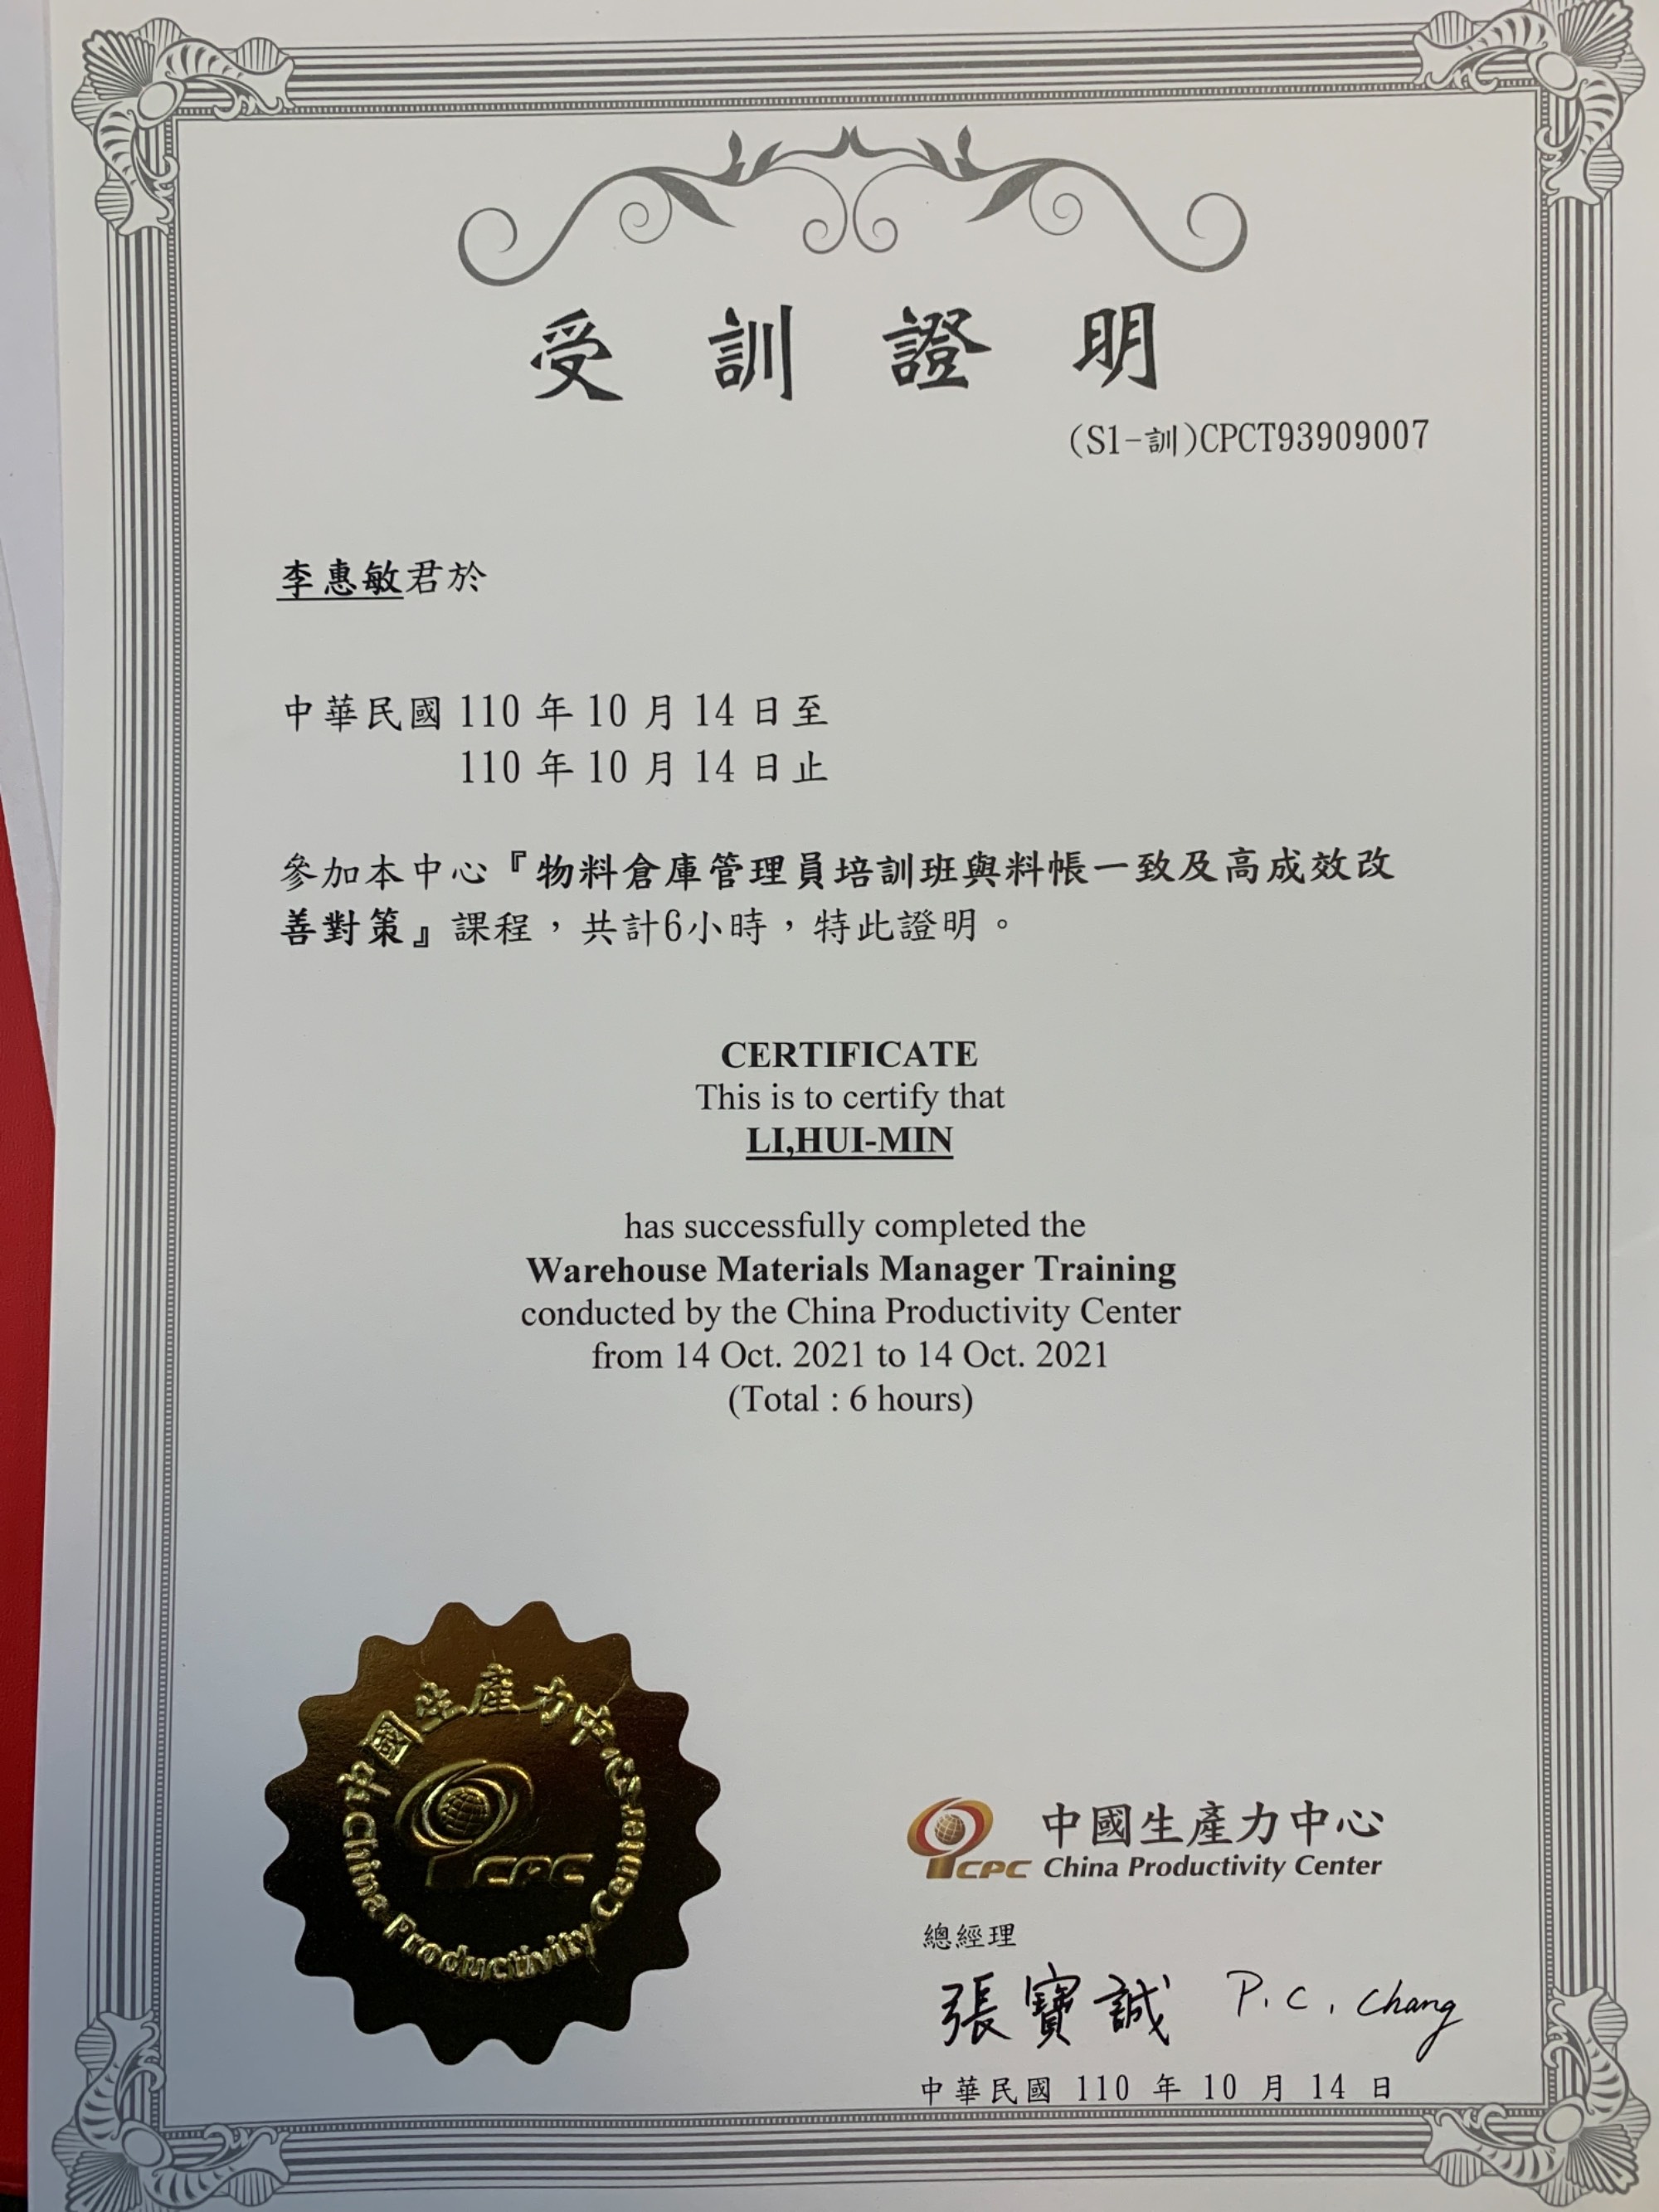 受訓證明
(S1-訓)CPCT93909007
李惠敏君於
中華民國 110 年 10 月 14 日至
110 年 10 月 14 日止
參加本中心『物料倉庫管理員培訓班與料帳一致及高成效改
善對策』課程，共計6小時，特此證明。
CERTIFICATE
This is to certify that
LI,HUI-MIN
has successfully completed the
Warehouse Materials Manager Training
conducted by the China Productivity Center
from 14 Oct. 2021 to 14 Oct. 2021
(Total : 6 hours)
中國生產力中心
CPC
China Productivity Center
中國生產力中心
CPC China Productivity Center
總經理
張寶誠 P.C. Chang
中華民國 110 年 10 月 14 日